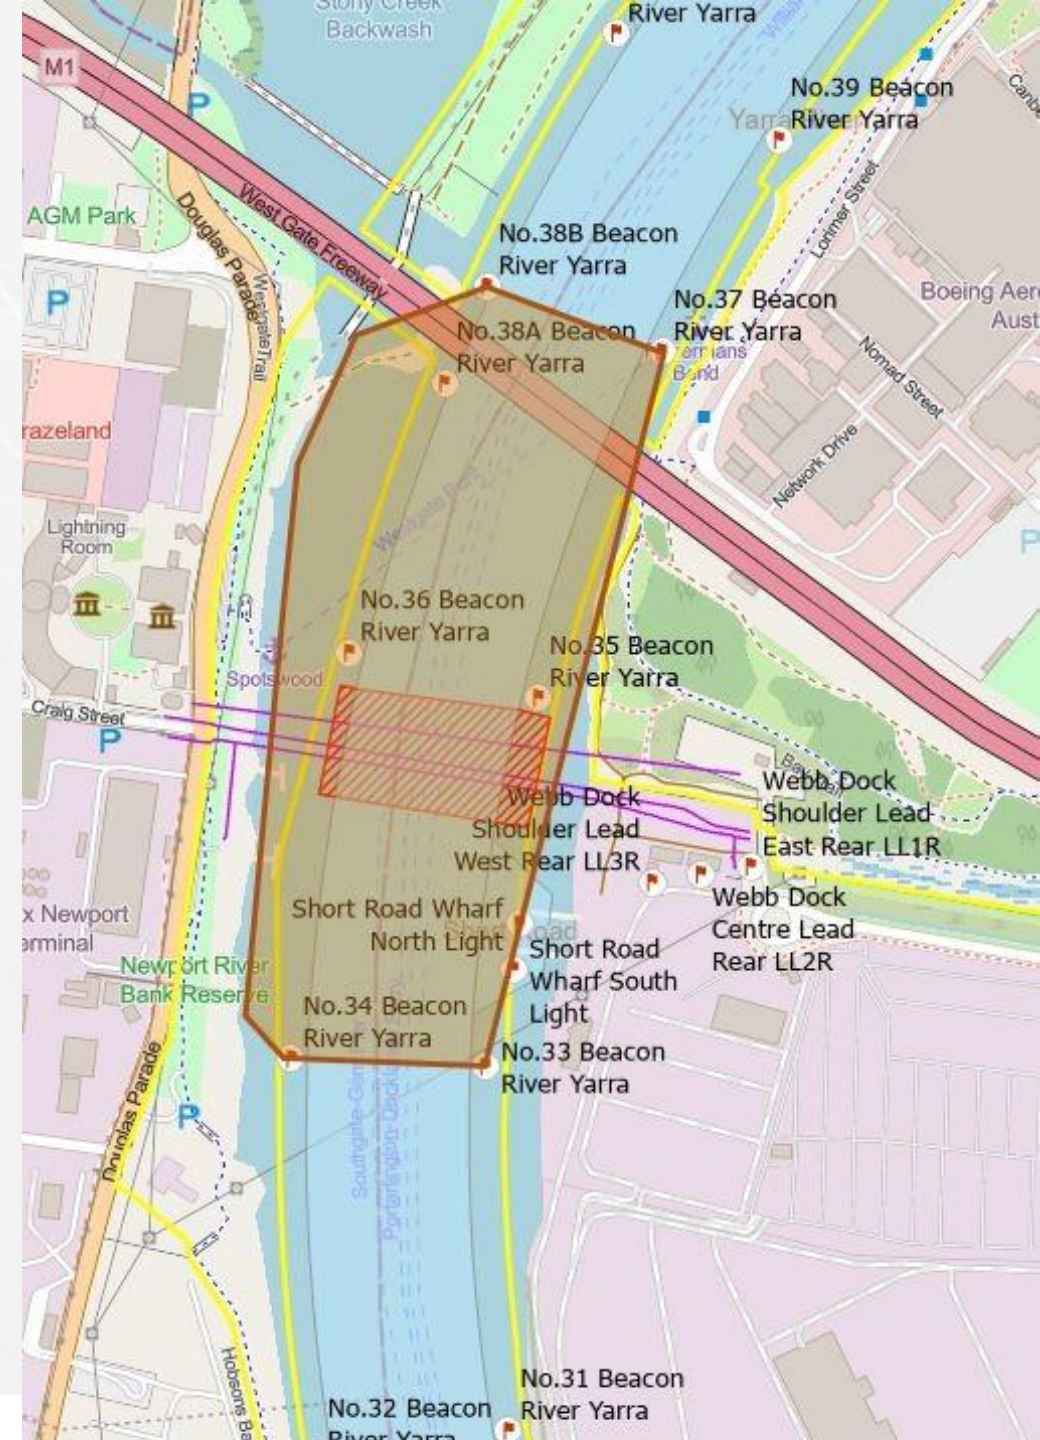 Stony Creek
Backwash
River Yarra
M1
P
No.39 Beacon
River Yarra
Lorimer Street
AGM Park
Douglas Parade
West Gate Freeway
WestgateTrail
P
No.38B Beacon
River Yarra
No.37 Beacon
River Yarra
No.38A Beacon
River Yarra
Boeing Aero
Aust
Nomad Street
Network Drive
razeland
Lightning
Room
P
No.36 Beacon
River Yarra
No.35 Beacon
River Yarra
Spotswood
Craig Street
P
Webb Dock
Shoulder Lead
West Rear LL3R
Webb Dock
Shoulder Lead
East Rear LL1R
Webb Dock
Centre Lead
Rear LL2R
Short Road Wharf
North Light
Short Road
Wharf South
Light
x Newport
erminal
Newport River
Bank Reserve
No.34 Beacon
River Yarra
No.33 Beacon
River Yarra
P
Douglas Parade
Hobsons Ba
No.31 Beacon
River Yarra
No.32 Beacon
River Yarra